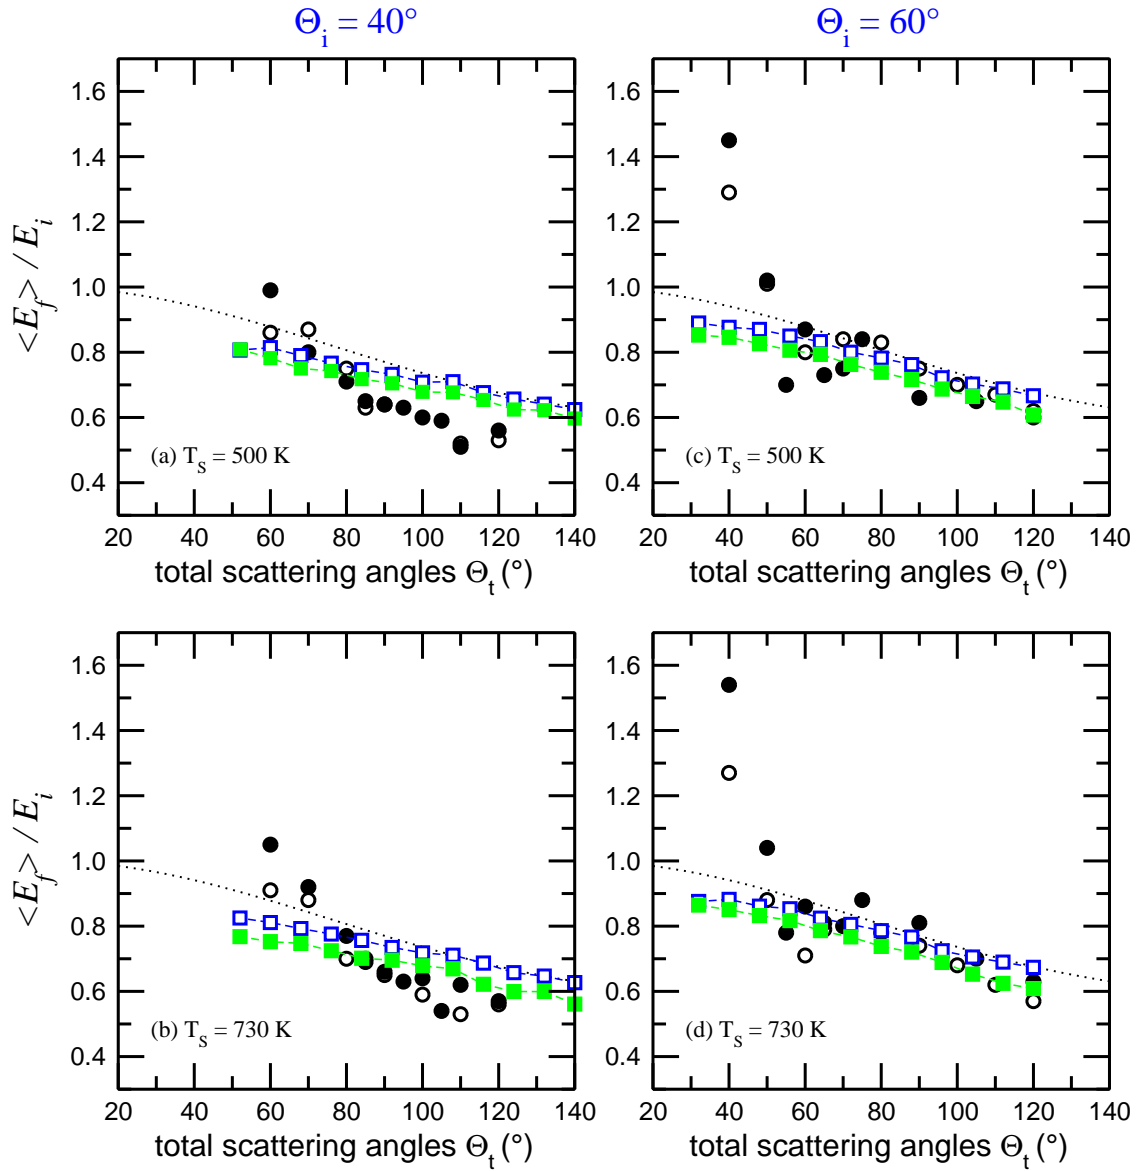 Θi = 40°
Θi = 60°
<Ef> / Ei
1.6
1.4
1.2
1.0
0.8
0.6
0.4
(a) TS = 500 K
20 40 60 80 100 120 140
total scattering angles Θt (°)
1.6
1.4
1.2
1.0
0.8
0.6
0.4
(c) TS = 500 K
20 40 60 80 100 120 140
total scattering angles Θt (°)
<Ef> / Ei
1.6
1.4
1.2
1.0
0.8
0.6
0.4
(b) TS = 730 K
20 40 60 80 100 120 140
total scattering angles Θt (°)
1.6
1.4
1.2
1.0
0.8
0.6
0.4
(d) TS = 730 K
20 40 60 80 100 120 140
total scattering angles Θt (°)